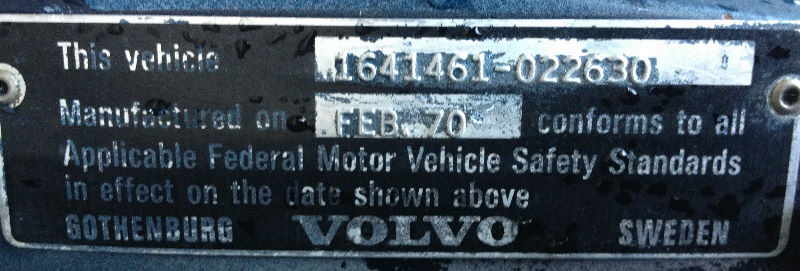 This vehicle 1641461-022630
Manufactured on FEB 70 conforms to all
Applicable Federal Motor Vehicle Safety Standards
in effect on the date shown above
GOTHENBURG VOLVO SWEDEN